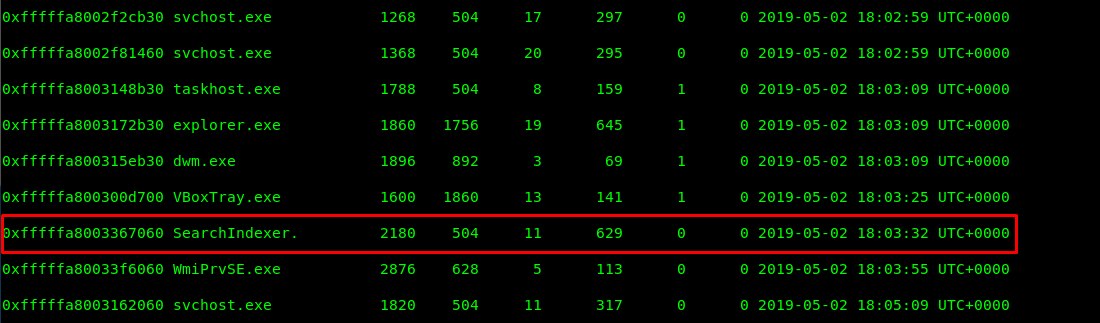 0xfffffa8002f2cb30 svchost.exe 1268 504 17 297 0 0 2019-05-02 18:02:59 UTC+0000
0xfffffa8002f81460 svchost.exe 1368 504 20 295 0 0 2019-05-02 18:02:59 UTC+0000
0xfffffa8003148b30 taskhost.exe 1788 504 8 159 1 0 2019-05-02 18:03:09 UTC+0000
0xfffffa8003172b30 explorer.exe 1860 1756 19 645 1 0 2019-05-02 18:03:09 UTC+0000
0xfffffa800315eb30 dwm.exe 1896 892 3 69 1 0 2019-05-02 18:03:09 UTC+0000
0xfffffa800300d700 VBoxTray.exe 1600 1860 13 141 1 0 2019-05-02 18:03:25 UTC+0000
0xfffffa8003367060 SearchIndexer. 2180 504 11 629 0 0 2019-05-02 18:03:32 UTC+0000
0xfffffa80033f6060 WmiPrvSE.exe 2876 628 5 113 0 0 2019-05-02 18:03:55 UTC+0000
0xfffffa8003162060 svchost.exe 1820 504 11 317 0 0 2019-05-02 18:05:09 UTC+0000